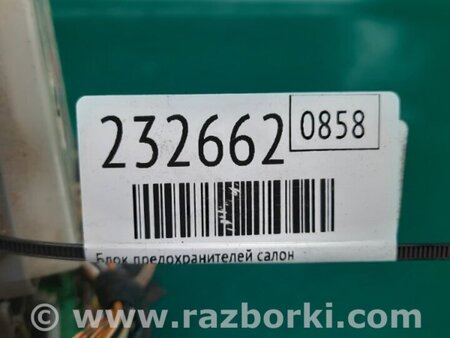 232662
0858
Блок предохранителей салон
www.razborki.com